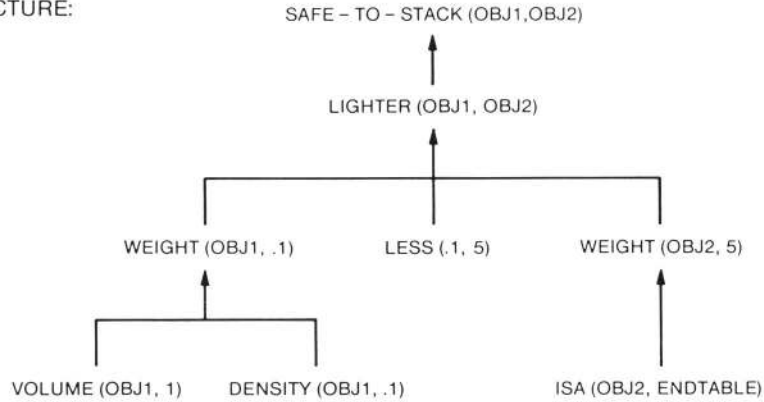 SAFE – TO – STACK (OBJ1,OBJ2)
LIGHTER (OBJ1, OBJ2)
WEIGHT (OBJ1, .1) LESS (.1, 5) WEIGHT (OBJ2, 5)
VOLUME (OBJ1, 1) DENSITY (OBJ1, .1) ISA (OBJ2, ENDTABLE)